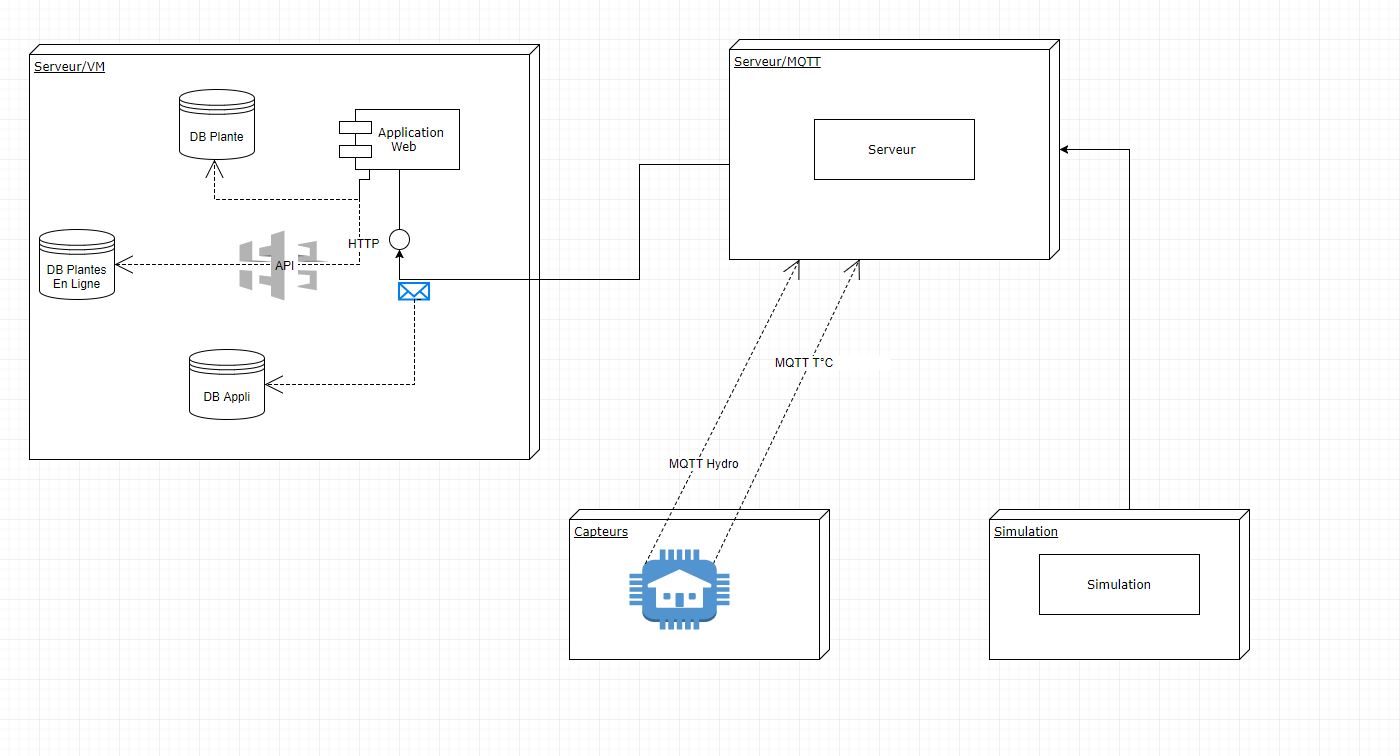 Serveur/VM
DB Plante
Application
Web
HTTP
API
DB Plantes
En Ligne
DB Appli
Serveur/MQTT
Serveur
MQTT T°C
MQTT Hydro
Capteurs
Simulation
Simulation